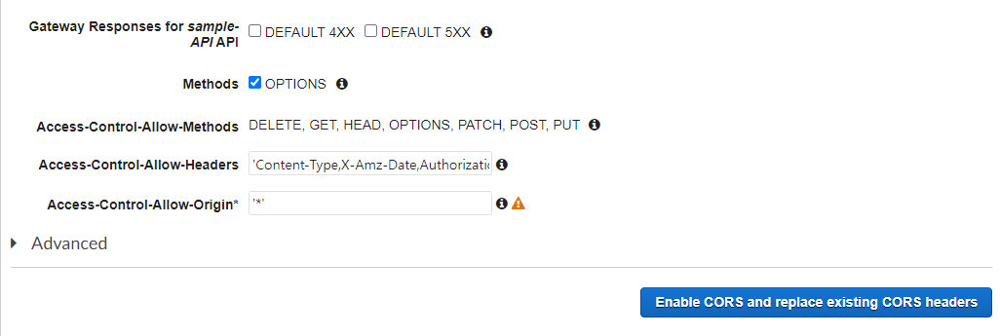 Gateway Responses for sample-API API
DEFAULT 4XX DEFAULT 5XX
Methods OPTIONS
Access-Control-Allow-Methods DELETE, GET, HEAD, OPTIONS, PATCH, POST, PUT
Access-Control-Allow-Headers 'Content-Type,X-Amz-Date,Authorizati
Access-Control-Allow-Origin* '*'
Advanced
Enable CORS and replace existing CORS headers